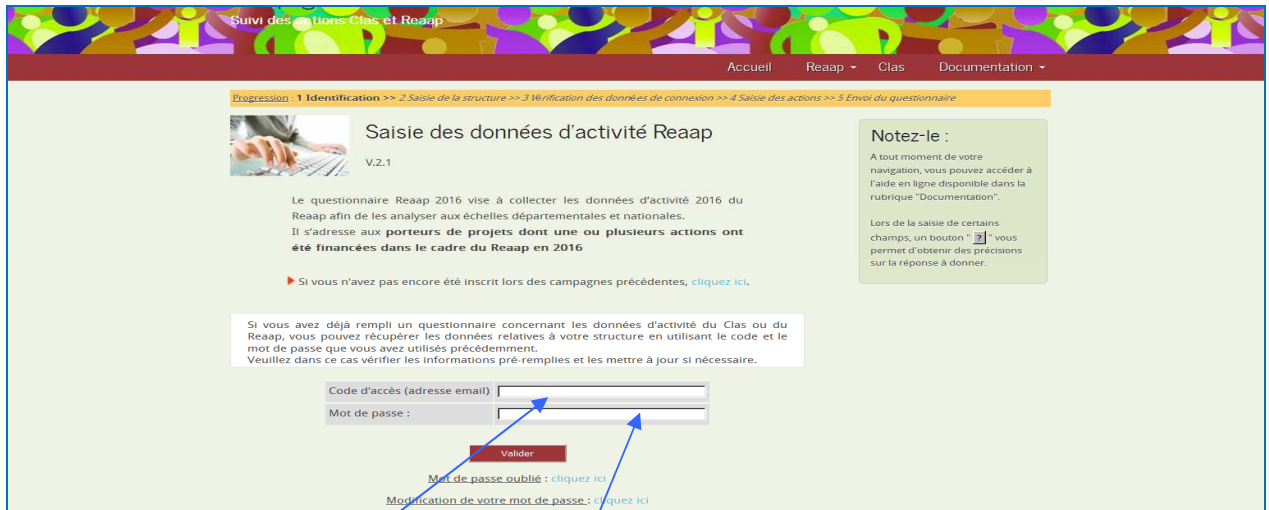 Suivi des actions Clas et Reaap
Accueil Reaap Clas Documentation
Progression : 1 Identification >> 2 Saisie de la structure >> 3 Vérification des données de connexion >> 4 Saisie des actions >> 5 Envoi du questionnaire
Saisie des données d'activité Reaap
V.2.1
Le questionnaire Reaap 2016 vise à collecter les données d'activité 2016 du
Reaap afin de les analyser aux échelles départementales et nationales.
Il s'adresse aux porteurs de projets dont une ou plusieurs actions ont
été financées dans le cadre du Reaap en 2016
Si vous n'avez pas encore été inscrit lors des campagnes précédentes, cliquez ici.
Notez-le :
A tout moment de votre
navigation, vous pouvez accéder à
l'aide en ligne disponible dans la
rubrique "Documentation".
Lors de la saisie de certains
champs, un bouton " ? " vous
permet d'obtenir des précisions
sur la réponse à donner.
Si vous avez déjà rempli un questionnaire concernant les données d'activité du Clas ou du
Reaap, vous pouvez récupérer les données relatives à votre structure en utilisant le code et le
mot de passe que vous avez utilisés précédemment.
Veuillez dans ce cas vérifier les informations pré-remplies et les mettre à jour si nécessaire.
Code d'accès (adresse email)
Mot de passe :
Valider
Mot de passe oublié : cliquez ici
Modification de votre mot de passe : cliquez ici